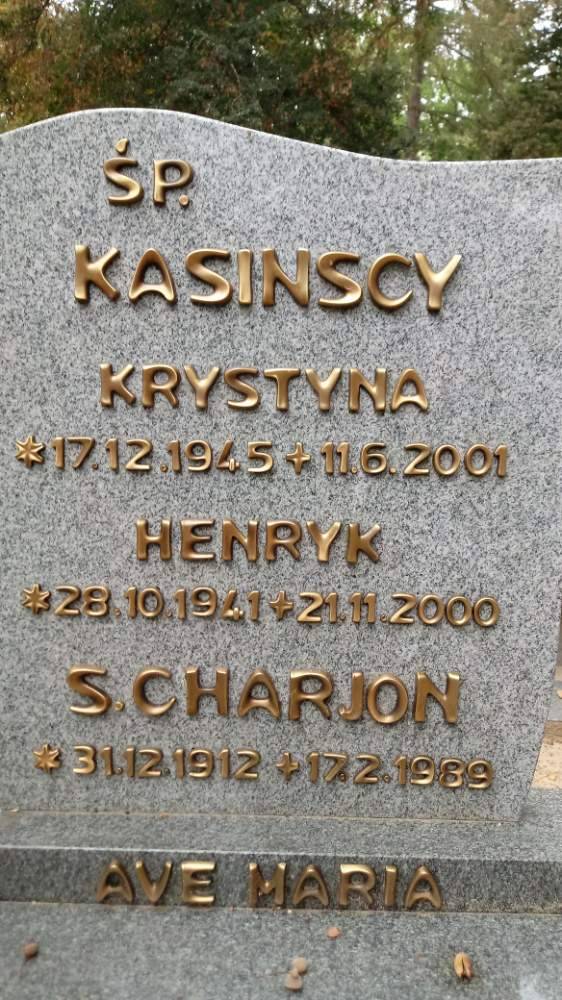 ŚP.
KASINSCY
KRYSTYNA
*17.12.1945 +11.6.2001
HENRYK
*28.10.1941 +21.11.2000
S.CHARJON
*31.12.1912 +17.2.1989
AVE MARIA